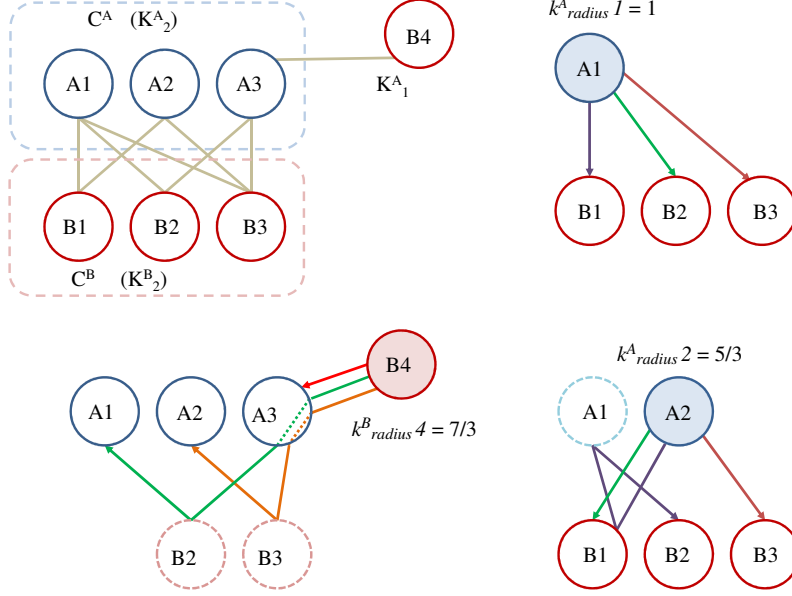 C^A (K^A_2)
B4
K^A_1
A1 A2 A3
B1 B2 B3
C^B (K^B_2)
k^A_radius 1 = 1
A1
B1 B2 B3
B4
A1 A2 A3
k^B_radius 4 = 7/3
B2 B3
k^A_radius 2 = 5/3
A1 A2
B1 B2 B3